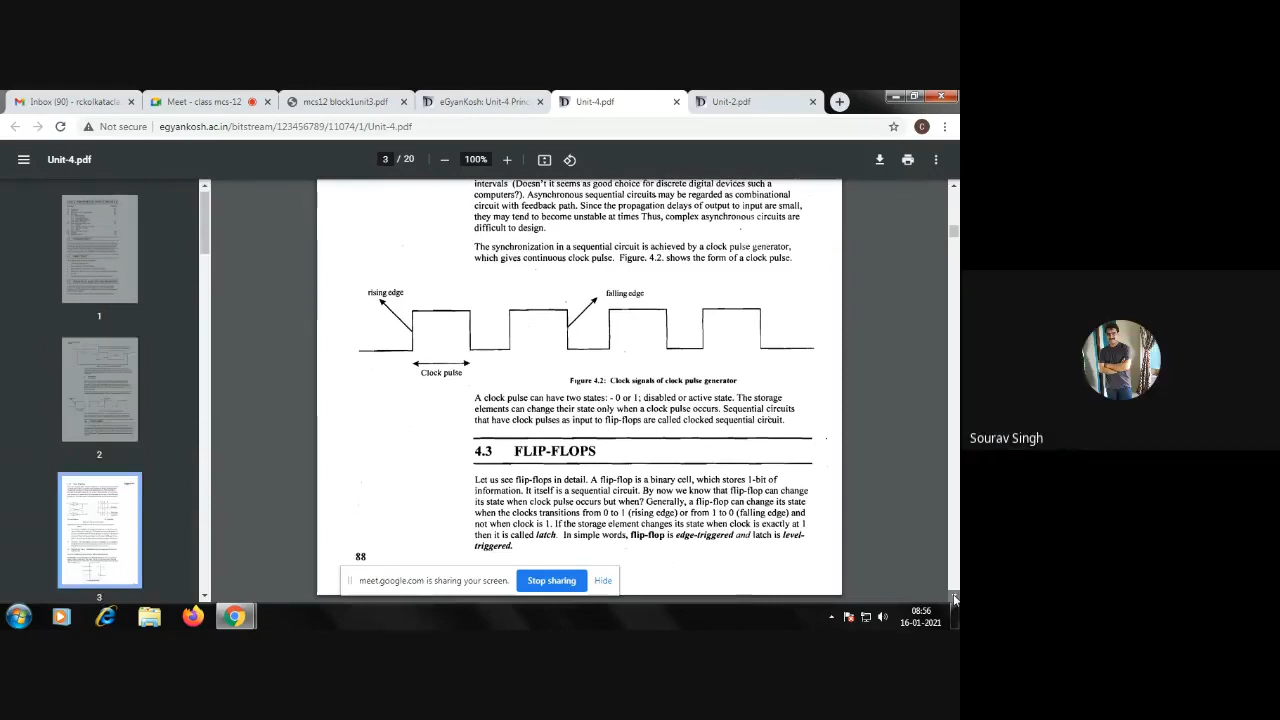 Inbox (90) - rckolkatacla
Meet - class mcs-12
mcs12 block1unit3.pdf
eGyanKosh: Unit-4 Princ
Unit-4.pdf
Unit-2.pdf
Not secure
egyankosh.ac.in/bitstream/123456789/11074/1/Unit-4.pdf
C
Unit-4.pdf
3 / 20
100%
1
2
3
intervals (Doesn't it seems as good choice for discrete digital devices such a
computers?). Asynchronous sequential circuits may be regarded as combinational
circuit with feedback path. Since the propagation delays of output to input are small,
they may tend to become unstable at times Thus, complex asynchronous circuits are
difficult to design.
The synchronization in a sequential circuit is achieved by a clock pulse generator,
which gives continuous clock pulse. Figure. 4.2. shows the form of a clock pulse.
rising edge
falling edge
Clock pulse
Figure 4.2: Clock signals of clock pulse generator
A clock pulse can have two states: - 0 or 1; disabled or active state. The storage
elements can change their state only when a clock pulse occurs. Sequential circuits
that have clock pulses as input to flip-flops are called clocked sequential circuit.
4.3 FLIP-FLOPS
Let us see flip-flops in detail. A flip-flop is a binary cell, which stores 1-bit of
information. It itself is a sequential circuit. By now we know that flip-flop can change
its state when clock pulse occurs but when? Generally, a flip-flop can change its state
when the clocks transitions from 0 to 1 (rising edge) or from 1 to 0 (falling edge) and
not when clock is 1. If the storage element changes its state when clock is exactly at 1
then it is called latch. In simple words, flip-flop is edge-triggered and latch is level-
triggered.
88
meet.google.com is sharing your screen.
Stop sharing
Hide
08:56
16-01-2021
Sourav Singh